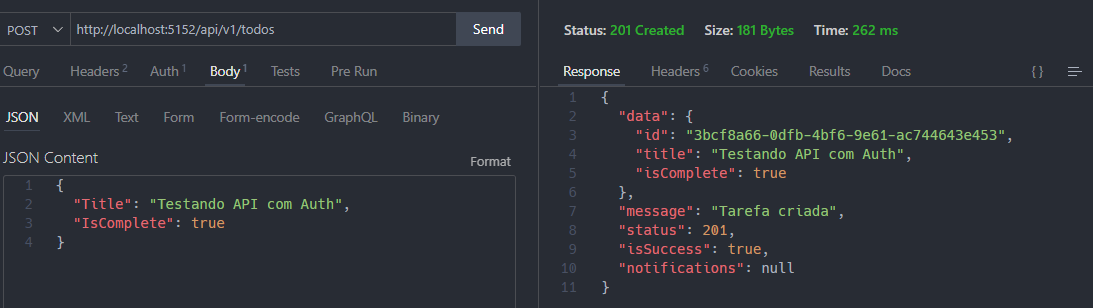 POST http://localhost:5152/api/v1/todos Send
Query Headers 2 Auth 1 Body 1 Tests Pre Run
JSON XML Text Form Form-encode GraphQL Binary
JSON Content Format
1 {
2 "Title": "Testando API com Auth",
3 "IsComplete": true
4 }
Status: 201 Created Size: 181 Bytes Time: 262 ms
Response Headers 6 Cookies Results Docs { }
1 {
2 "data": {
3 "id": "3bcf8a66-0dfb-4bf6-9e61-ac744643e453",
4 "title": "Testando API com Auth",
5 "isComplete": true
6 },
7 "message": "Tarefa criada",
8 "status": 201,
9 "isSuccess": true,
10 "notifications": null
11 }